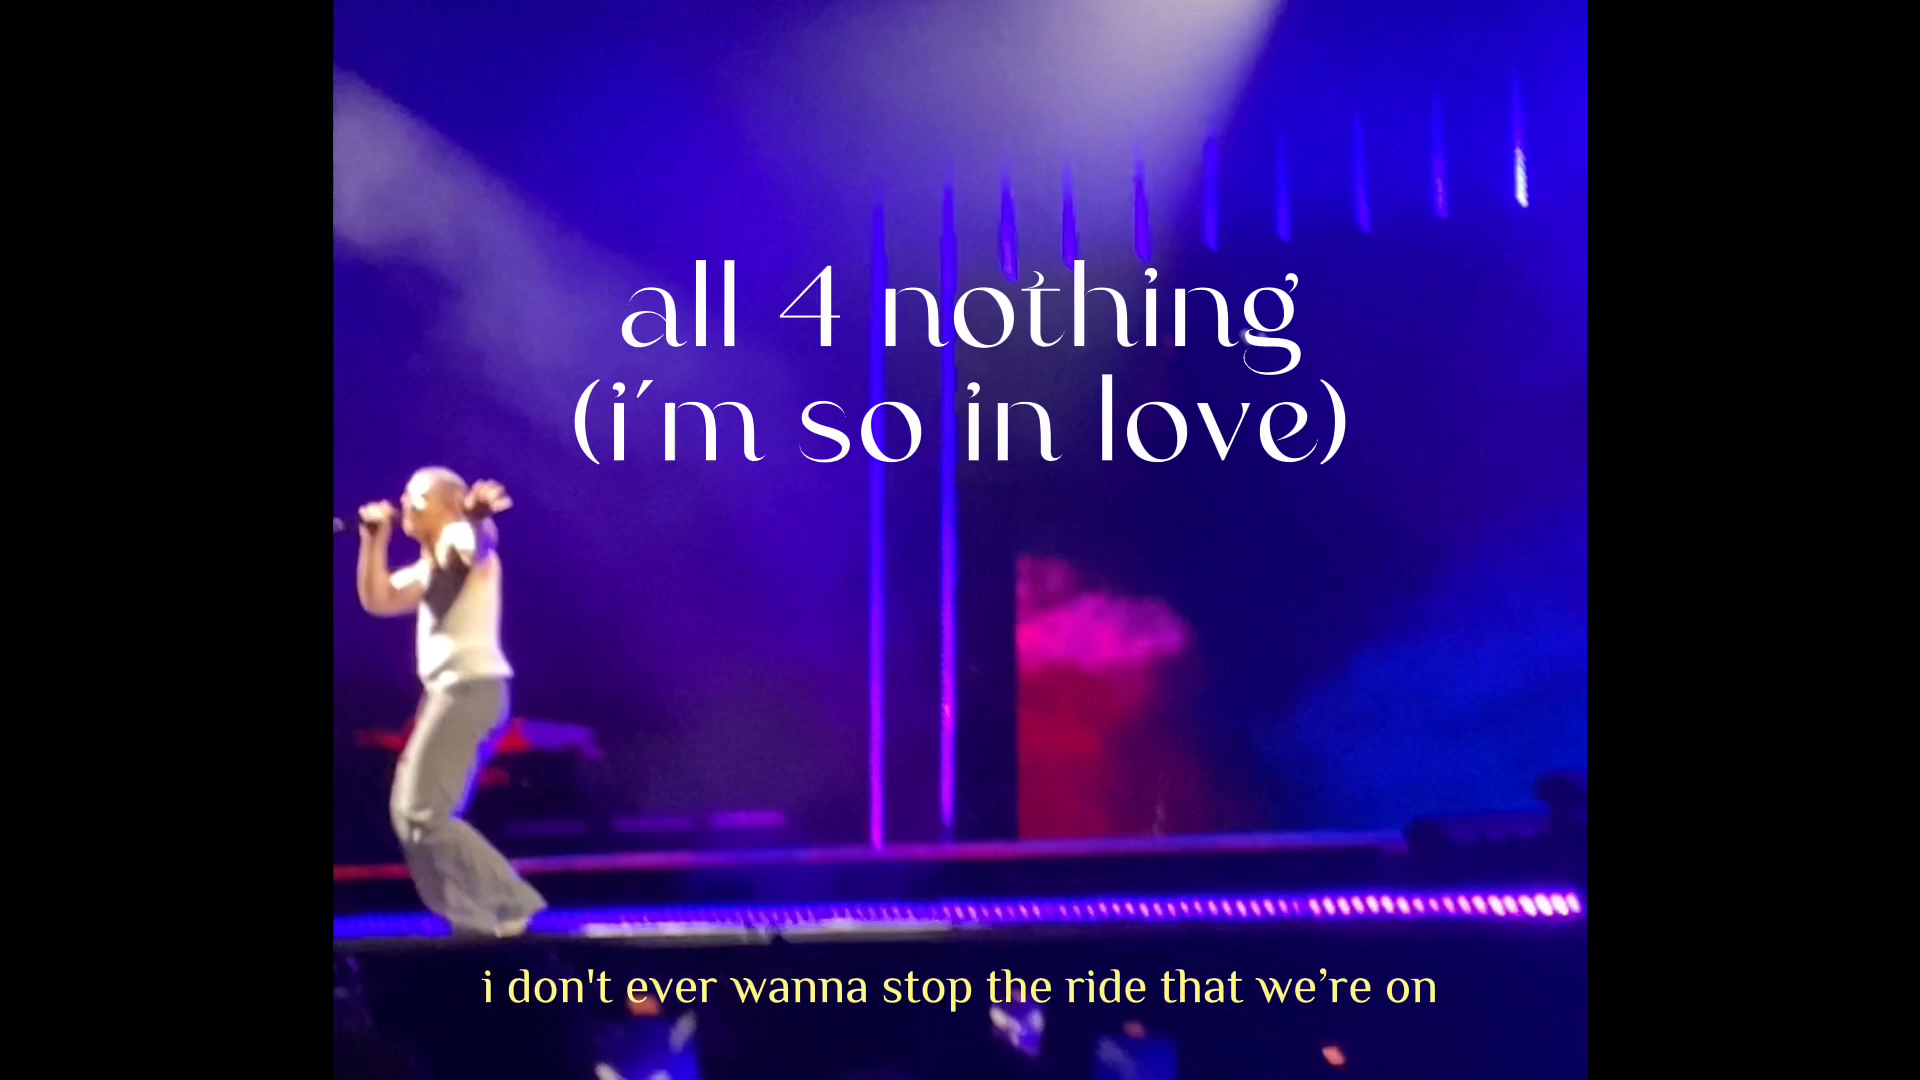 all 4 nothing
(i'm so in love)
i don't ever wanna stop the ride that we’re on